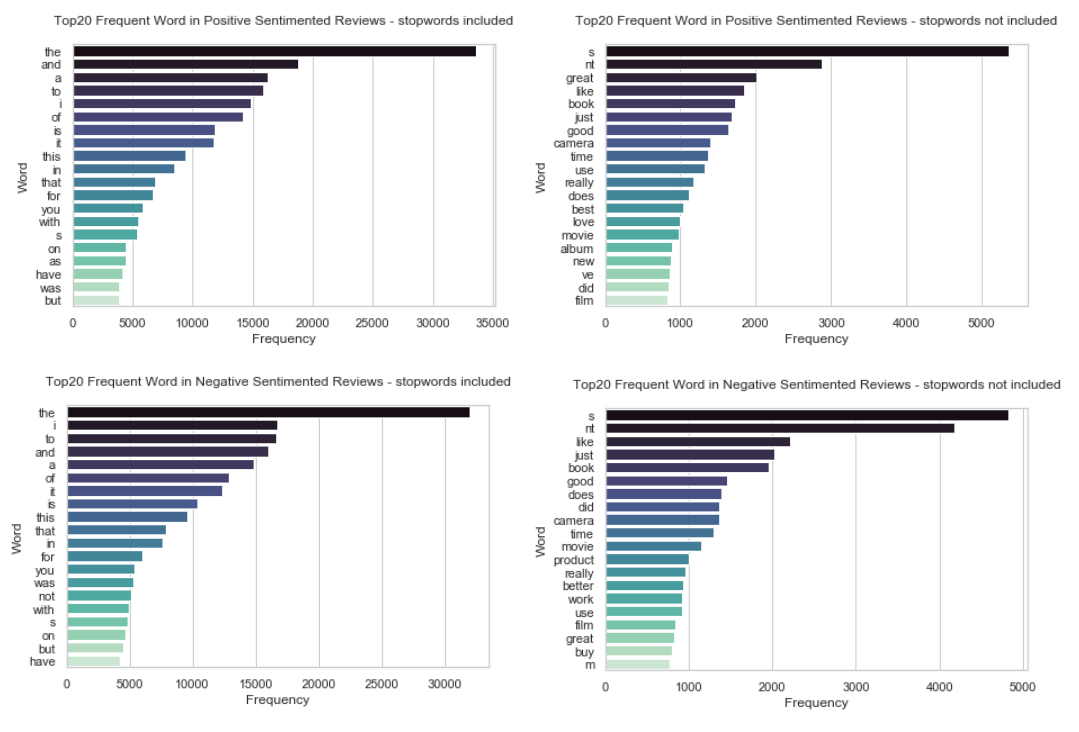 Top20 Frequent Word in Positive Sentimented Reviews - stopwords included
Word
the
and
a
to
i
of
is
it
this
in
that
for
you
with
s
on
as
have
was
but
0 5000 10000 15000 20000 25000 30000 35000
Frequency
Top20 Frequent Word in Positive Sentimented Reviews - stopwords not included
Word
s
nt
great
like
book
just
good
camera
time
use
really
does
best
love
movie
album
new
ve
did
film
0 1000 2000 3000 4000 5000
Frequency
Top20 Frequent Word in Negative Sentimented Reviews - stopwords included
Word
the
i
to
and
a
of
it
is
this
that
in
for
you
was
not
with
s
on
but
have
0 5000 10000 15000 20000 25000 30000
Frequency
Top20 Frequent Word in Negative Sentimented Reviews - stopwords not included
Word
s
nt
like
just
book
good
does
did
camera
time
movie
product
really
better
work
use
film
great
buy
m
0 1000 2000 3000 4000 5000
Frequency